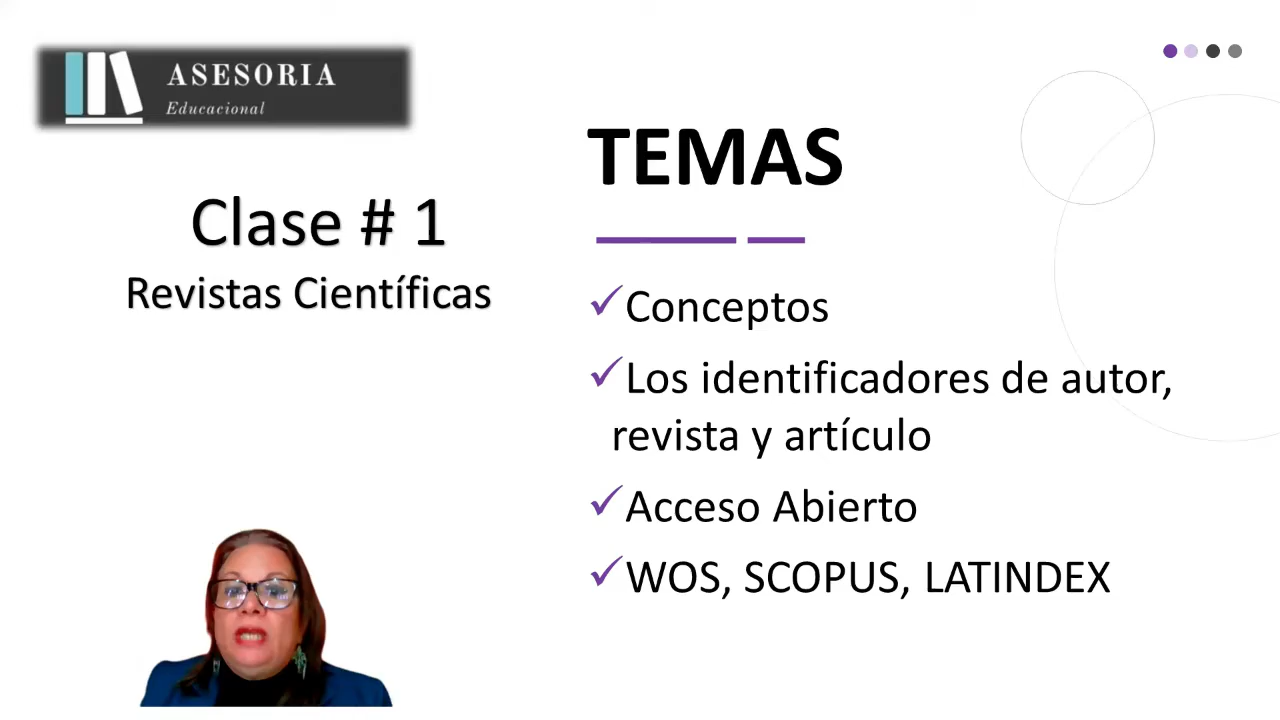 ASESORIA
Educacional
Clase # 1
Revistas Científicas
TEMAS
✓Conceptos
✓Los identificadores de autor,
revista y artículo
✓Acceso Abierto
✓WOS, SCOPUS, LATINDEX